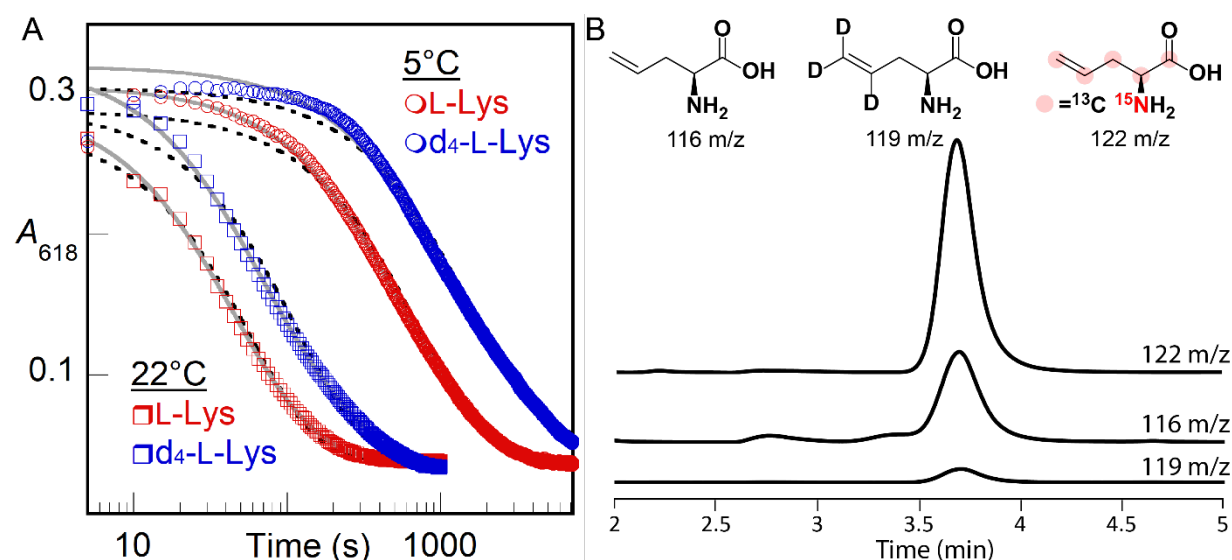 A
5°C
L-Lys
d₄-L-Lys
0.3
A₆₁₈
0.1
22°C
L-Lys
d₄-L-Lys
10
Time (s)
1000
B
O
OH
NH₂
116 m/z
D
D
D
O
OH
NH₂
119 m/z
O
OH
¹⁵NH₂
=¹³C
122 m/z
122 m/z
116 m/z
119 m/z
2 2.5 3 3.5 4 4.5 5
Time (min)